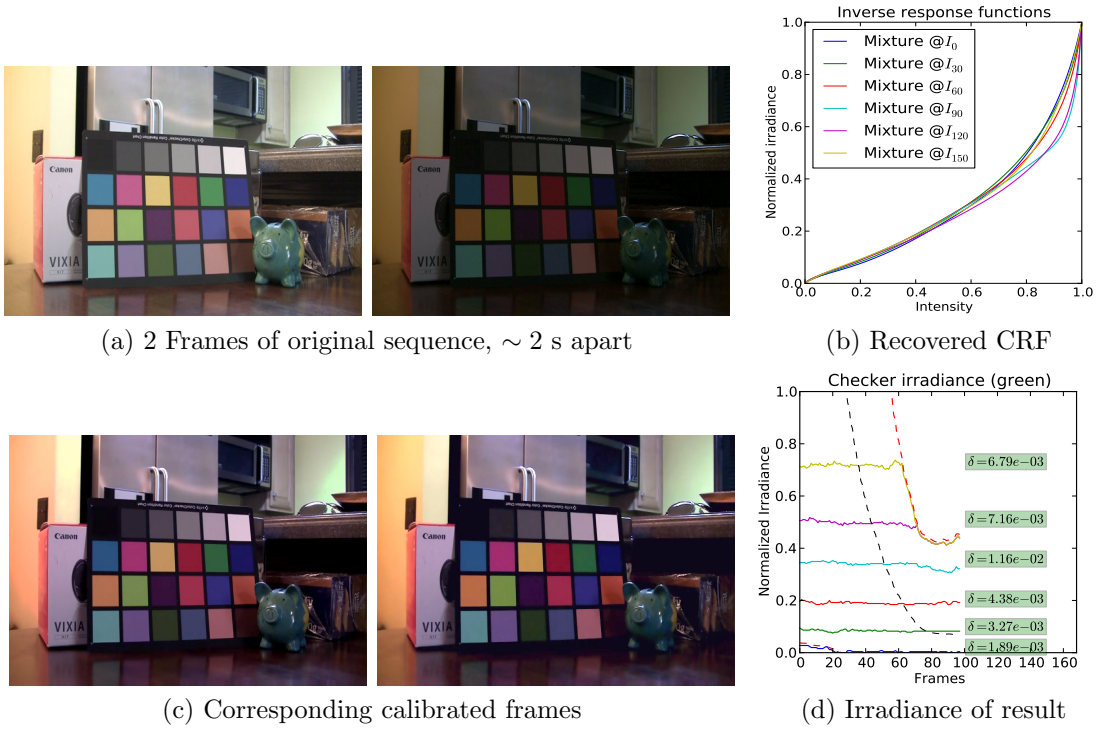 Canon
VIXIA
KIT
(a) 2 Frames of original sequence, ∼ 2 s apart
Inverse response functions
Mixture @I₀
Mixture @I₃₀
Mixture @I₆₀
Mixture @I₉₀
Mixture @I₁₂₀
Mixture @I₁₅₀
Normalized irradiance
1.0
0.8
0.6
0.4
0.2
0.0
0.0 0.2 0.4 0.6 0.8 1.0
Intensity
(b) Recovered CRF
Canon
VIXIA
KIT
Canon
VIXIA
(c) Corresponding calibrated frames
Checker irradiance (green)
Normalized Irradiance
1.0
0.8
0.6
0.4
0.2
0.0
δ=6.79e−03
δ=7.16e−03
δ=1.16e−02
δ=4.38e−03
δ=3.27e−03
δ=1.89e−03
0 20 40 60 80 100 120 140 160
Frames
(d) Irradiance of result